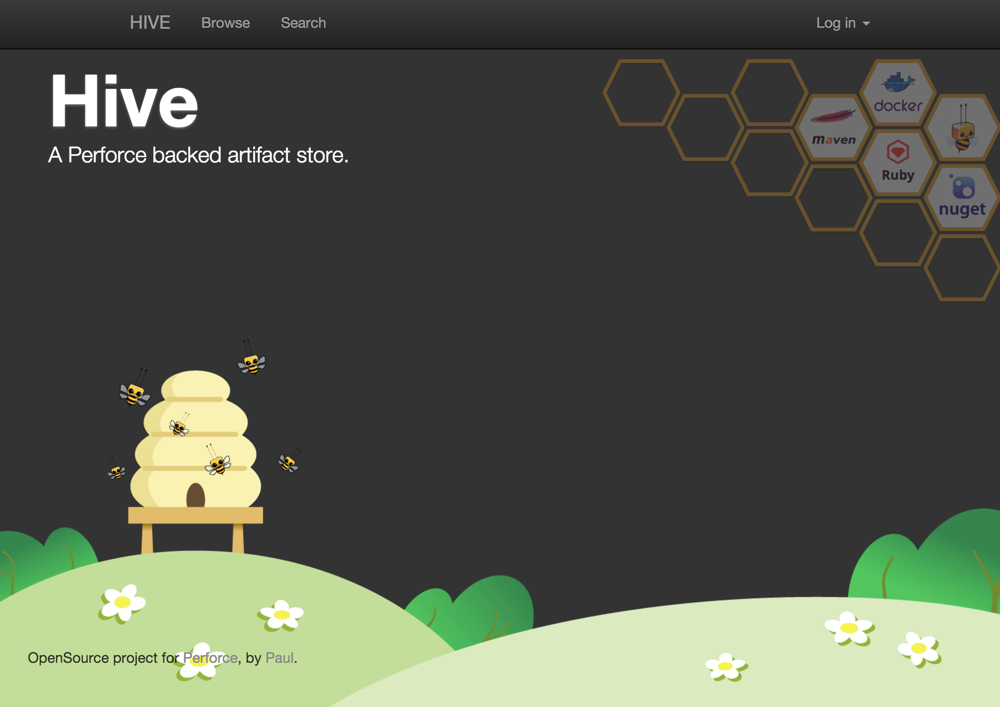 HIVE Browse Search Log in
Hive
A Perforce backed artifact store.
docker
maven
Ruby
nuget
OpenSource project for Perforce, by Paul.